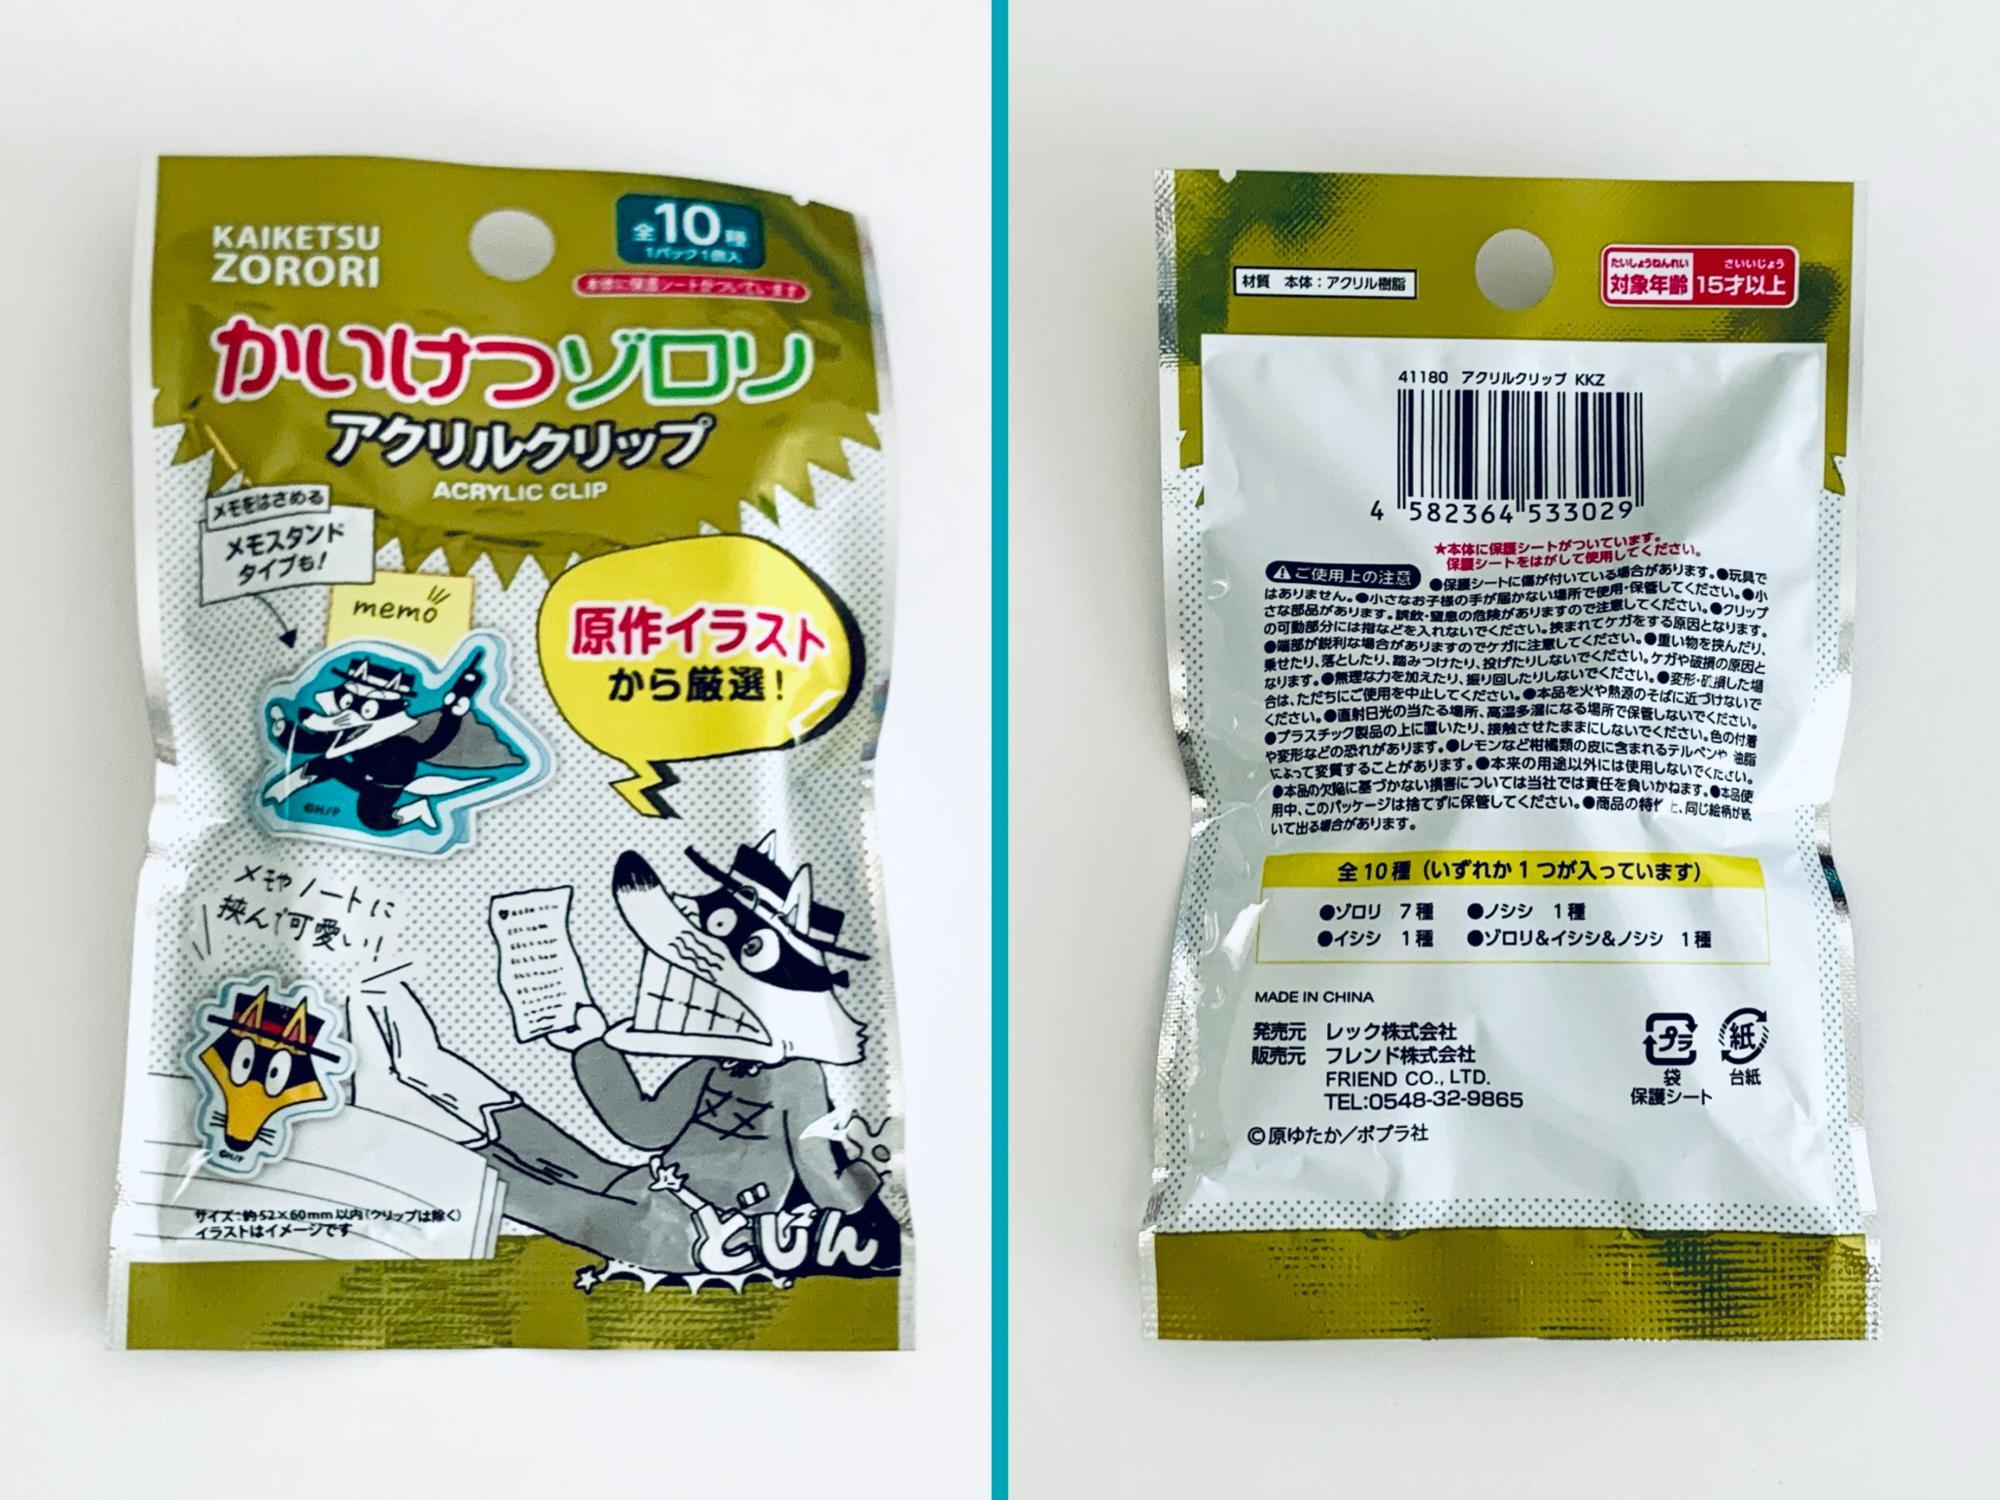 KAIKETSU
ZORORI
全10種
1パック1個入
本体に保護シートがついています
かいけつゾロリ
アクリルクリップ
ACRYLIC CLIP
メモをはさめる
メモスタンド
タイプも!
memo
原作イラスト
から厳選!
©H/P
メモやノートに
挟んで可愛い!
©H/P
どじん
サイズ:約52×60mm以内(クリップは除く)
イラストはイメージです
材質 本体:アクリル樹脂
たいしょうねんれい さいいじょう
対象年齢 15才以上
41180 アクリルクリップ KKZ
4 582364 533029
★本体に保護シートがついています。
保護シートをはがして使用してください。
ご使用上の注意 ●保護シートに傷が付いている場合があります。●玩具で
はありません。●小さなお子様の手が届かない場所で使用・保管してください。●小
さな部品があります。誤飲・窒息の危険がありますので注意してください。●クリップ
の可動部分には指などを入れないでください。挟まれてケガをする原因となります。
●端部が鋭利な場合がありますのでケガに注意してください。●重い物を挟んだり、
乗せたり、落としたり、踏みつけたり、投げたりしないでください。ケガや破損の原因と
なります。●無理な力を加えたり、振り回したりしないでください。●変形・破損した場
合は、ただちにご使用を中止してください。●本品を火や熱源のそばに近づけないで
ください。●直射日光の当たる場所、高温多湿になる場所で保管しないでください。
●プラスチック製品の上に置いたり、接触させたままにしないでください。色の付着
や変形などの恐れがあります。●レモンなど柑橘類の皮に含まれるテルペンや油脂
によって変質することがあります。●本来の用途以外には使用しないでください。
●本品の欠陥に基づかない損害については当社では責任を負いかねます。●本品使
用中、このパッケージは捨てずに保管してください。●商品の特性上、同じ絵柄が続
いて出る場合があります。
全10種(いずれか1つが入っています)
●ゾロリ 7種 ●ノシシ 1種
●イシシ 1種 ●ゾロリ&イシシ&ノシシ 1種
MADE IN CHINA
発売元 レック株式会社
販売元 フレンド株式会社
FRIEND CO., LTD.
TEL:0548-32-9865
©原ゆたか/ポプラ社
プラ 紙
袋 台紙
保護シート